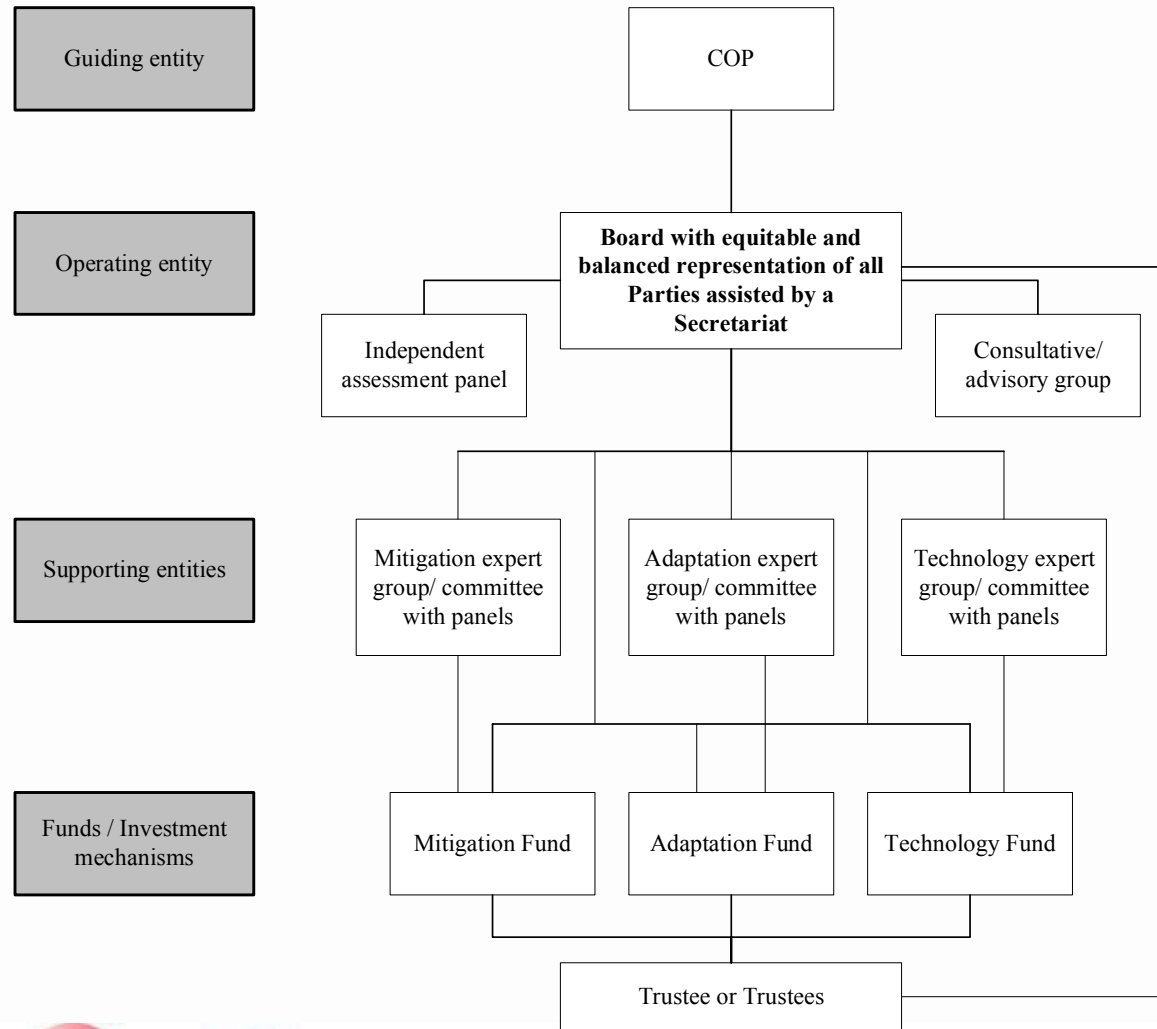 Guiding entity
COP
Operating entity
Board with equitable and
balanced representation of all
Parties assisted by a
Secretariat
Independent
assessment panel
Consultative/
advisory group
Supporting entities
Mitigation expert
group/ committee
with panels
Adaptation expert
group/ committee
with panels
Technology expert
group/ committee
with panels
Funds / Investment
mechanisms
Mitigation Fund
Adaptation Fund
Technology Fund
Trustee or Trustees